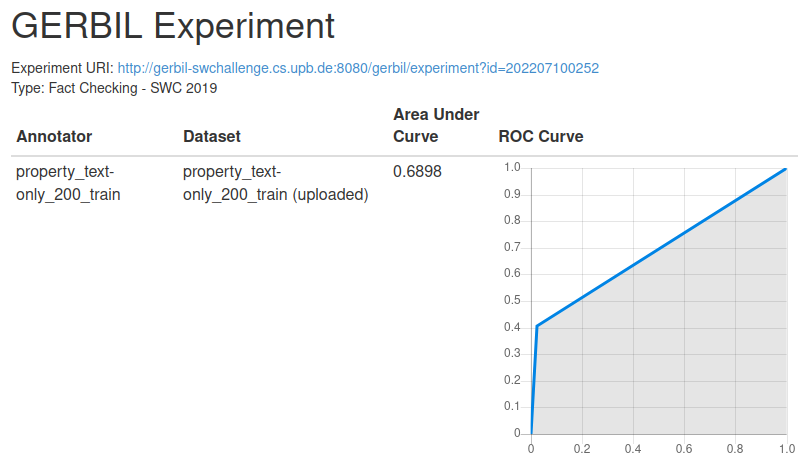 GERBIL Experiment
Experiment URI: http://gerbil-swchallenge.cs.upb.de:8080/gerbil/experiment?id=202207100252
Type: Fact Checking - SWC 2019
Annotator Dataset Area Under Curve ROC Curve
property_text-only_200_train property_text-only_200_train (uploaded) 0.6898
1.0
0.9
0.8
0.7
0.6
0.5
0.4
0.3
0.2
0.1
0
0 0.2 0.4 0.6 0.8 1.0